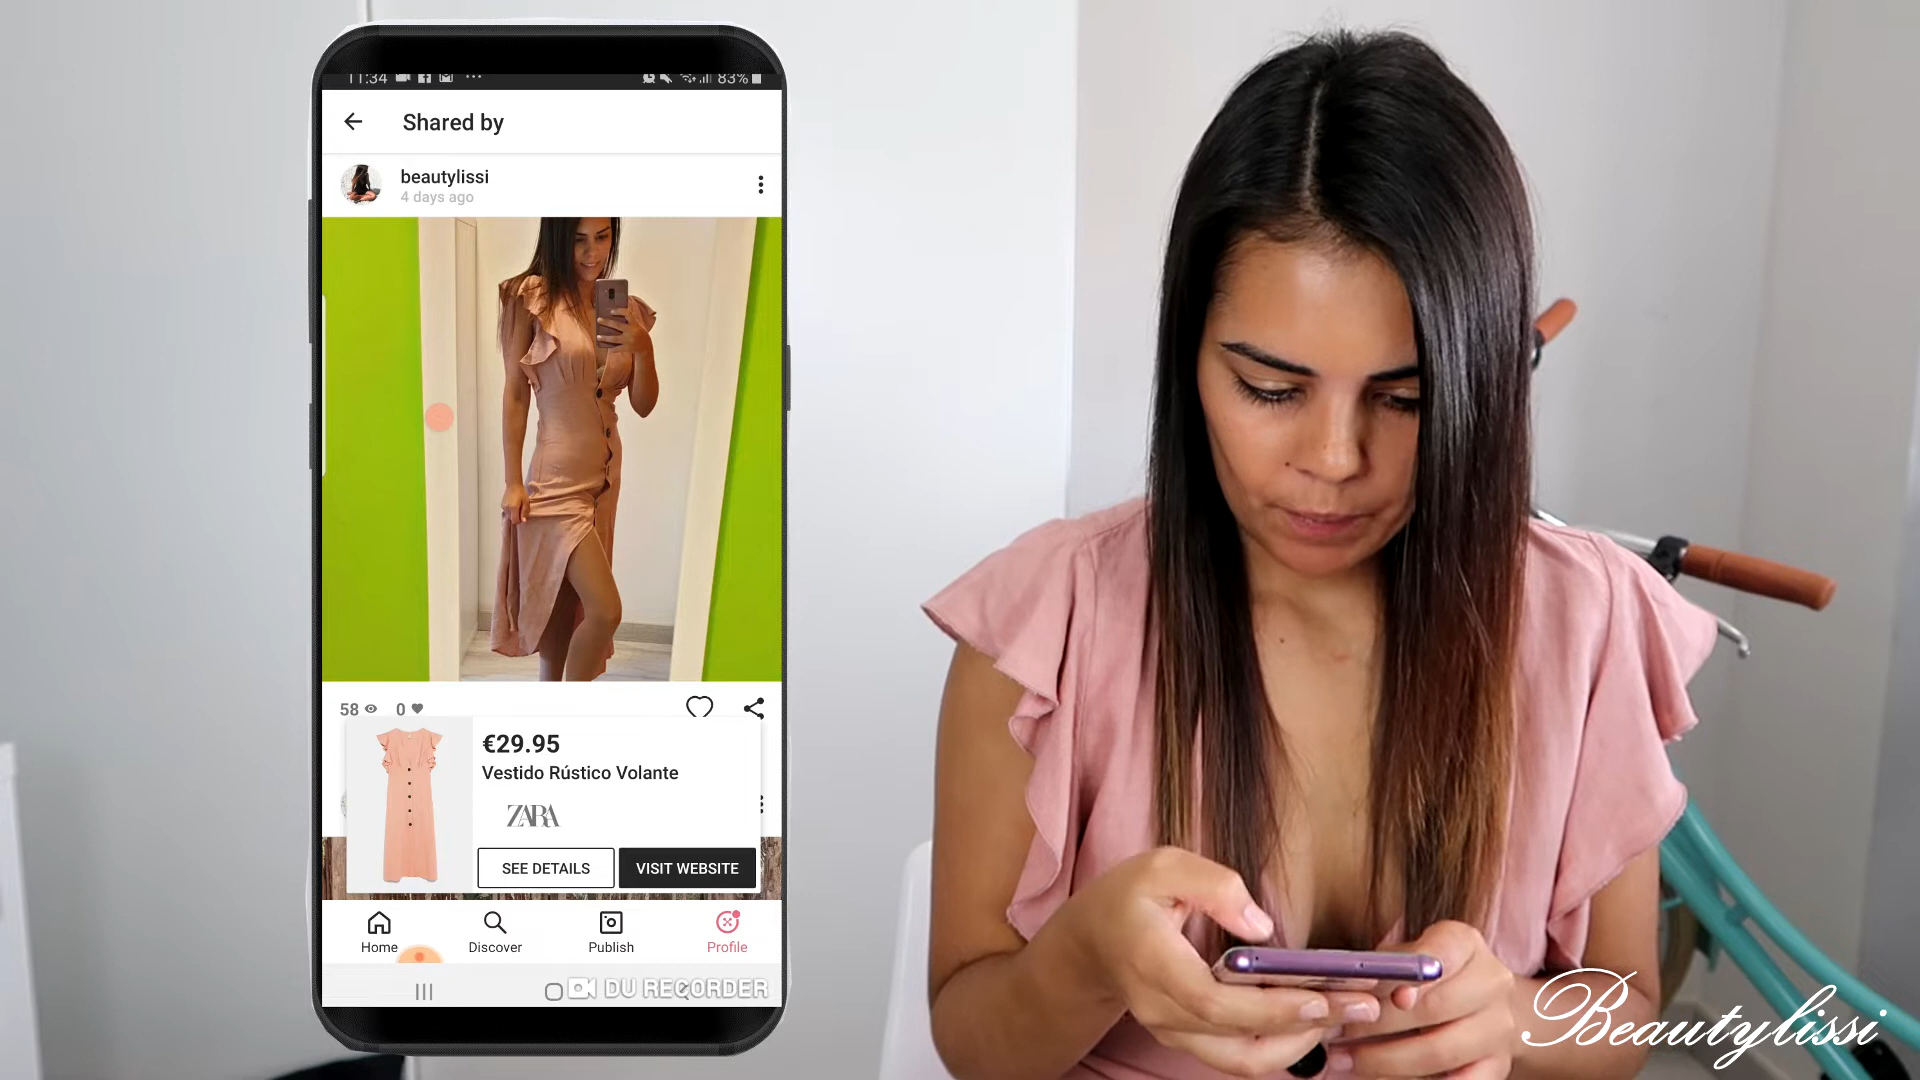 11:34 83%
Shared by
beautylissi
4 days ago
58 0
€29.95
Vestido Rústico Volante
ZARA
SEE DETAILS VISIT WEBSITE
Home Discover Publish Profile
DU RECORDER
Beautylissi